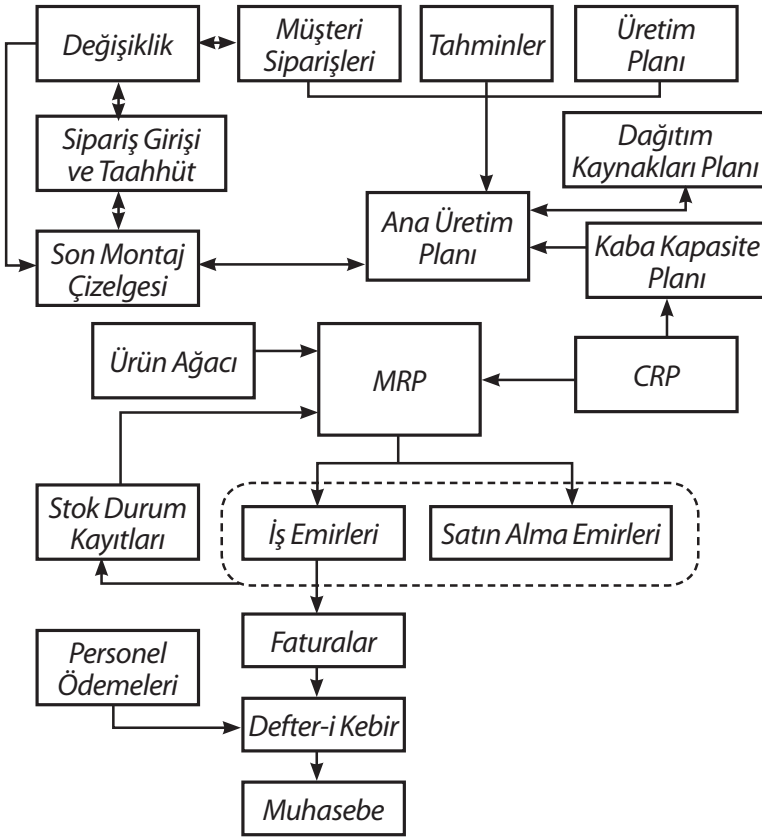 Değişiklik
Müşteri
Siparişleri
Tahminler
Üretim
Planı
Sipariş Girişi
ve Taahhüt
Dağıtım
Kaynakları Planı
Son Montaj
Çizelgesi
Ana Üretim
Planı
Kaba Kapasite
Planı
Ürün Ağacı
MRP
CRP
Stok Durum
Kayıtları
İş Emirleri
Satın Alma Emirleri
Faturalar
Personel
Ödemeleri
Defter-i Kebir
Muhasebe